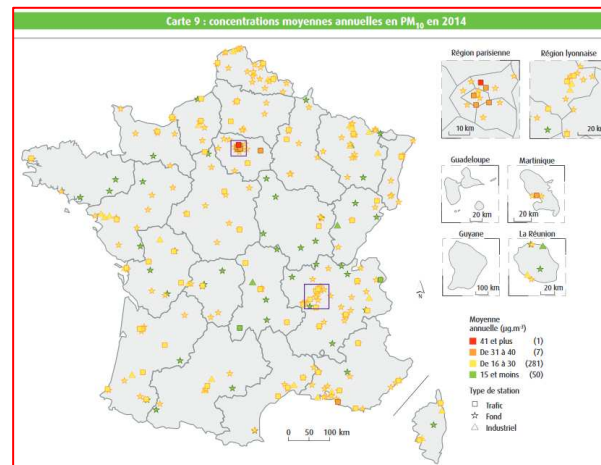 Carte 9 : concentrations moyennes annuelles en PM10 en 2014
Région parisienne
Région lyonnaise
10 km
20 km
Guadeloupe
Martinique
20 km
20 km
Guyane
La Réunion
100 km
20 km
N
Moyenne
annuelle (µg.m-3)
41 et plus (1)
De 31 à 40 (7)
De 16 à 30 (281)
15 et moins (50)
Type de station
Trafic
Fond
Industriel
0 50 100 km